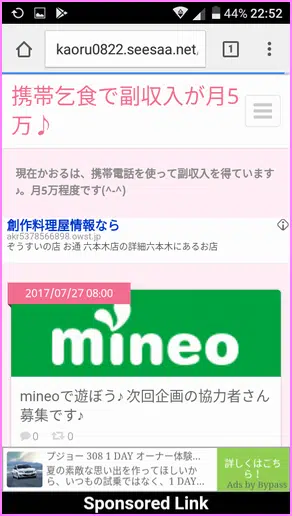 44% 22:52
kaoru0822.seesaa.net/
1
携帯乞食で副収入が月5
万♪
現在かおるは、携帯電話を使って副収入を得ています
♪。月5万程度です(^-^)
創作料理屋情報なら
akr5378566898.owst.jp
ぞうすいの店 お通 六本木店の詳細六本木にあるお店
2017/07/27 08:00
mineo
mineoで遊ぼう♪ 次回企画の協力者さん
募集です♪
0 0
プジョー 308 1 DAY オーナー体験...
夏の素敵な思い出を作ってほしいか
ら、いつもの試乗ではなく、1 DAY...
詳しくはこち
ら！
Ads by Bypass
Sponsored Link